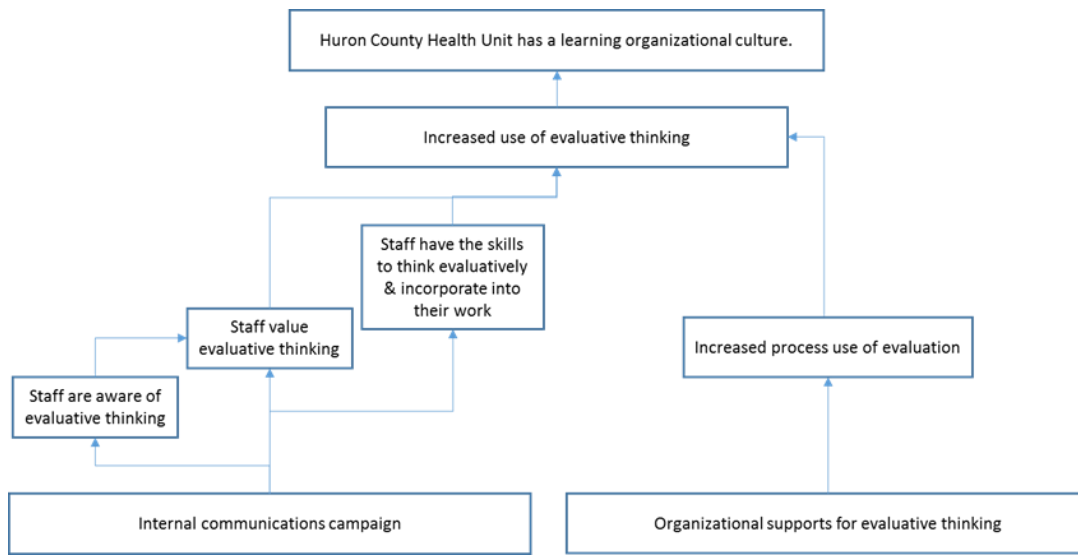 Huron County Health Unit has a learning organizational culture.
Increased use of evaluative thinking
Staff have the skills
to think evaluatively
& incorporate into
their work
Staff value
evaluative thinking
Increased process use of evaluation
Staff are aware of
evaluative thinking
Internal communications campaign
Organizational supports for evaluative thinking